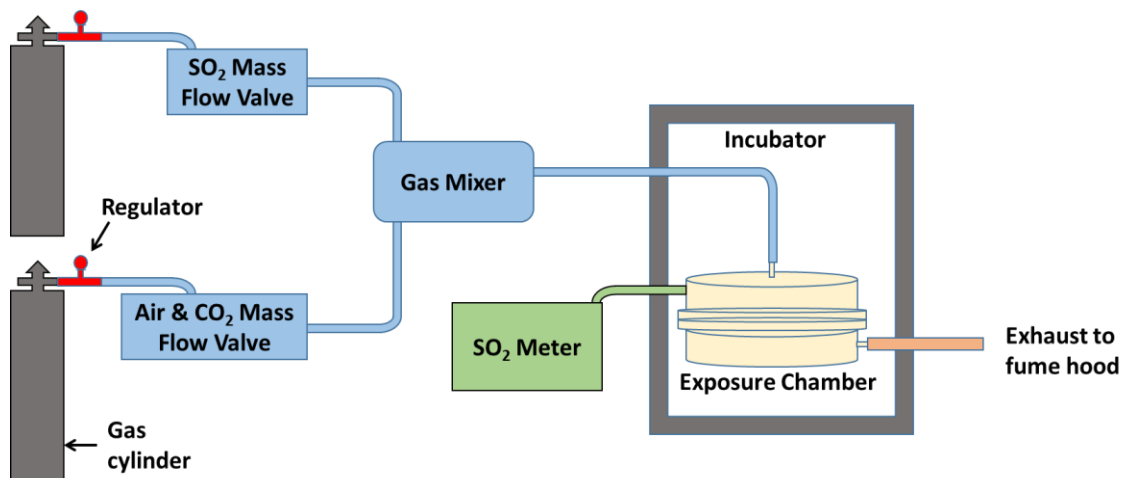 SO₂ Mass
Flow Valve
Incubator
Gas Mixer
Regulator
Air & CO₂ Mass
Flow Valve
SO₂ Meter
Exposure Chamber
Exhaust to
fume hood
Gas
cylinder